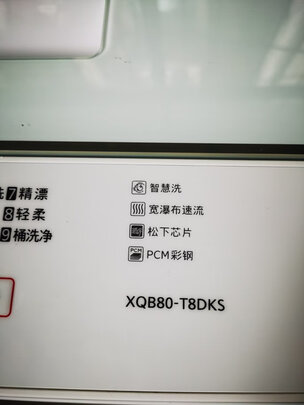 洗7精漂
8轻柔
9桶洗净
智慧洗
宽瀑布速流
松下芯片
PCM PCM彩钢
XQB80-T8DKS